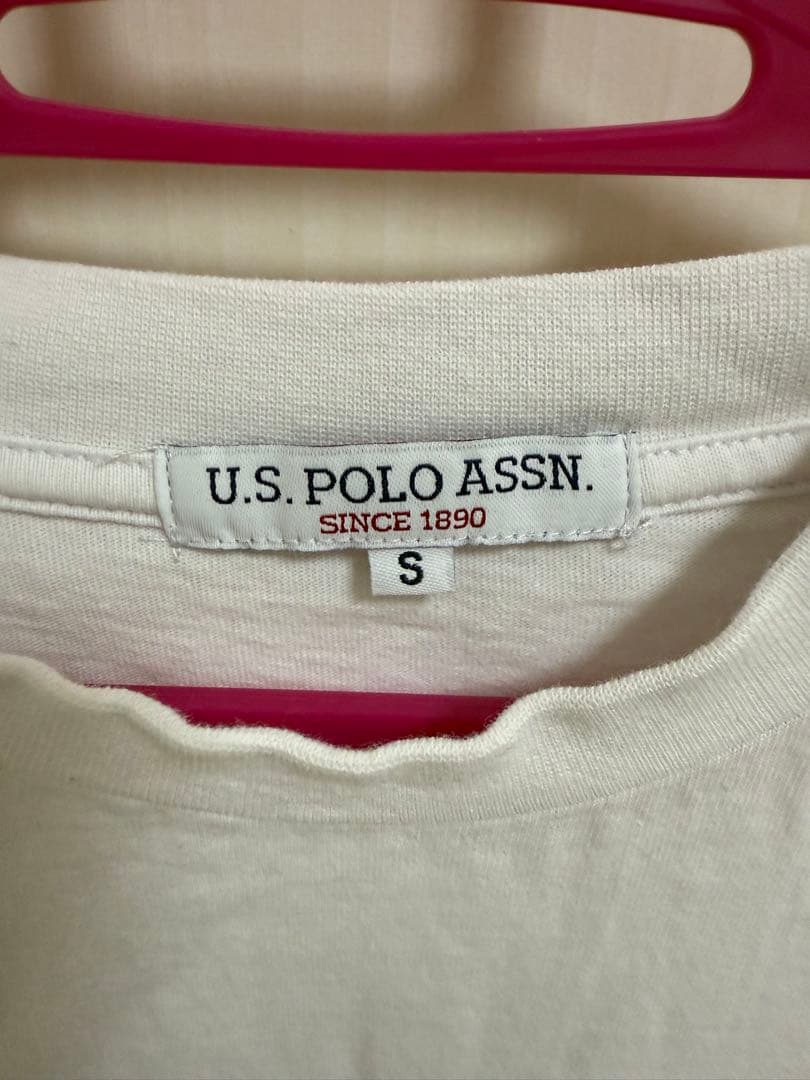 U.S. POLO ASSN.
SINCE 1890
S